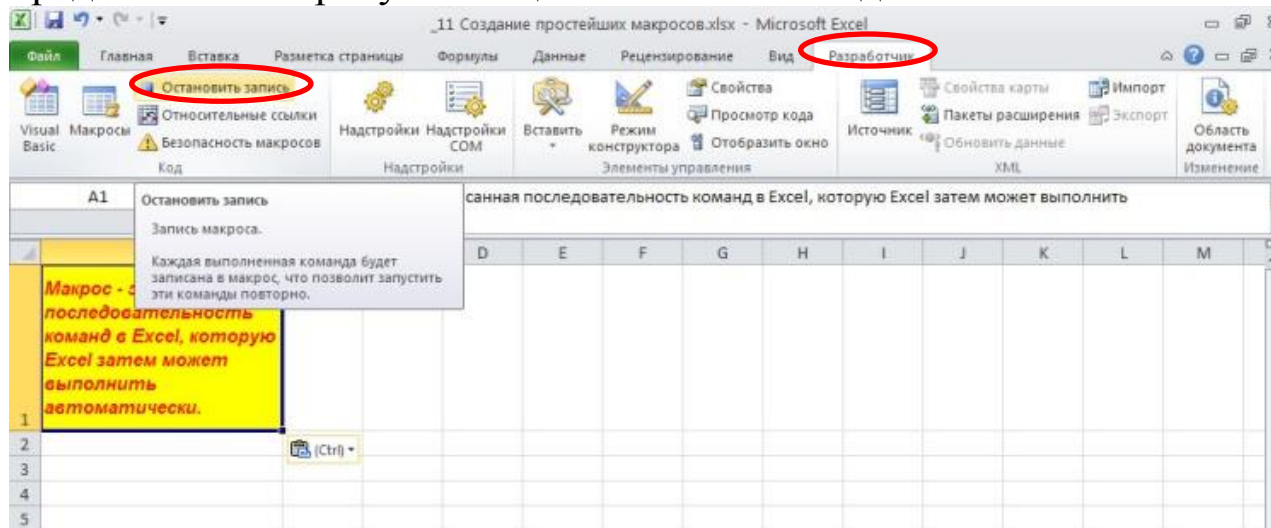 _11 Создание простейших макросов.xlsx - Microsoft Excel
Файл Главная Вставка Разметка страницы Формулы Данные Рецензирование Вид Разработчик
Visual Basic
Макросы
Остановить запись
Относительные ссылки
Безопасность макросов
Код
Надстройки
Надстройки COM
Надстройки
Вставить
Режим конструктора
Свойства
Просмотр кода
Отобразить окно
Элементы управления
Источник
Свойства карты
Пакеты расширения
Обновить данные
Импорт
Экспорт
XML
Область документа
Изменение
A1
санная последовательность команд в Excel, которую Excel затем может выполнить
Остановить запись
Запись макроса.
Каждая выполненная команда будет
записана в макрос, что позволит запустить
эти команды повторно.
D E F G H I J K L M
Макрос -
последовательность
команд в Excel, которую
Excel затем может
выполнить
автоматически.
1
2
(Ctrl)
3
4
5